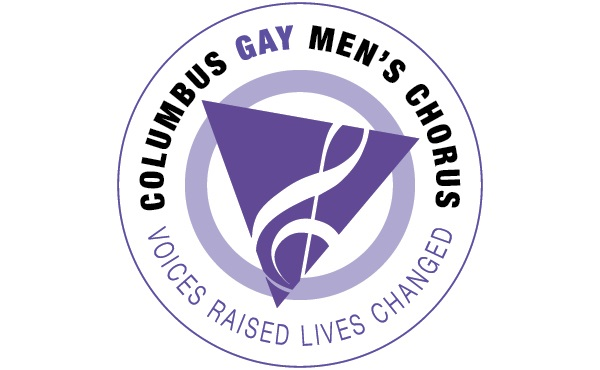 COLUMBUS GAY MEN'S CHORUS
VOICES RAISED LIVES CHANGED